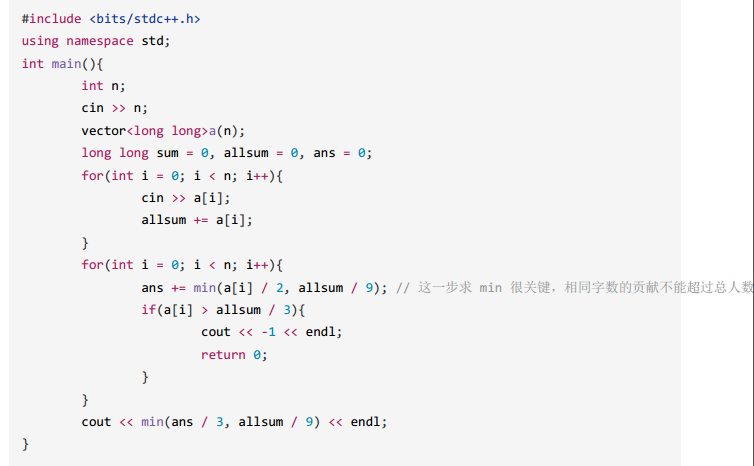 #include <bits/stdc++.h>
using namespace std;
int main(){
int n;
cin >> n;
vector<long long>a(n);
long long sum = 0, allsum = 0, ans = 0;
for(int i = 0; i < n; i++){
cin >> a[i];
allsum += a[i];
}
for(int i = 0; i < n; i++){
ans += min(a[i] / 2, allsum / 9); // 这一步求 min 很关键，相同字数的贡献不能超过总人数
if(a[i] > allsum / 3){
cout << -1 << endl;
return 0;
}
}
cout << min(ans / 3, allsum / 9) << endl;
}